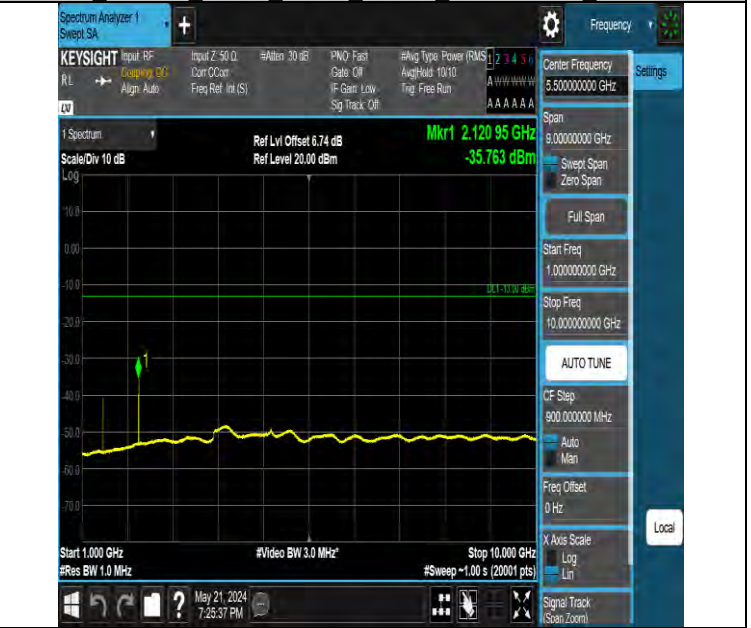 Spectrum Analyzer 1
Swept SA
+
Frequency
KEYSIGHT
Input: RF
Coupling: DC
Align: Auto
Input Z: 50 Ω
Corr CCorr
Freq Ref: Int (S)
#Atten: 30 dB
PNO: Fast
Gate: Off
IF Gain: Low
Sig Track: Off
#Avg Type: Power (RMS
Avg|Hold: 10/10
Trig: Free Run
1 2 3 4 5 6
A W W W W W
A A A A A A
RL
LW
Center Frequency
5.500000000 GHz
Settings
1 Spectrum
Scale/Div 10 dB
Ref Lvl Offset 6.74 dB
Ref Level 20.00 dBm
Mkr1 2.120 95 GHz
-35.763 dBm
Span
9.00000000 GHz
Swept Span
Zero Span
Full Span
Start Freq
1.000000000 GHz
Stop Freq
10.000000000 GHz
AUTO TUNE
CF Step
900.000000 MHz
Auto
Man
Freq Offset
0 Hz
X Axis Scale
Log
Lin
Signal Track
(Span Zoom)
Local
Log
10.0
0.00
-10.0
DL1 -13.00 dBm
-20.0
-30.0
1
-40.0
-50.0
-60.0
-70.0
Start 1.000 GHz
#Res BW 1.0 MHz
#Video BW 3.0 MHz*
Stop 10.000 GHz
#Sweep ~1.00 s (20001 pts)
?
May 21, 2024
7:25:37 PM